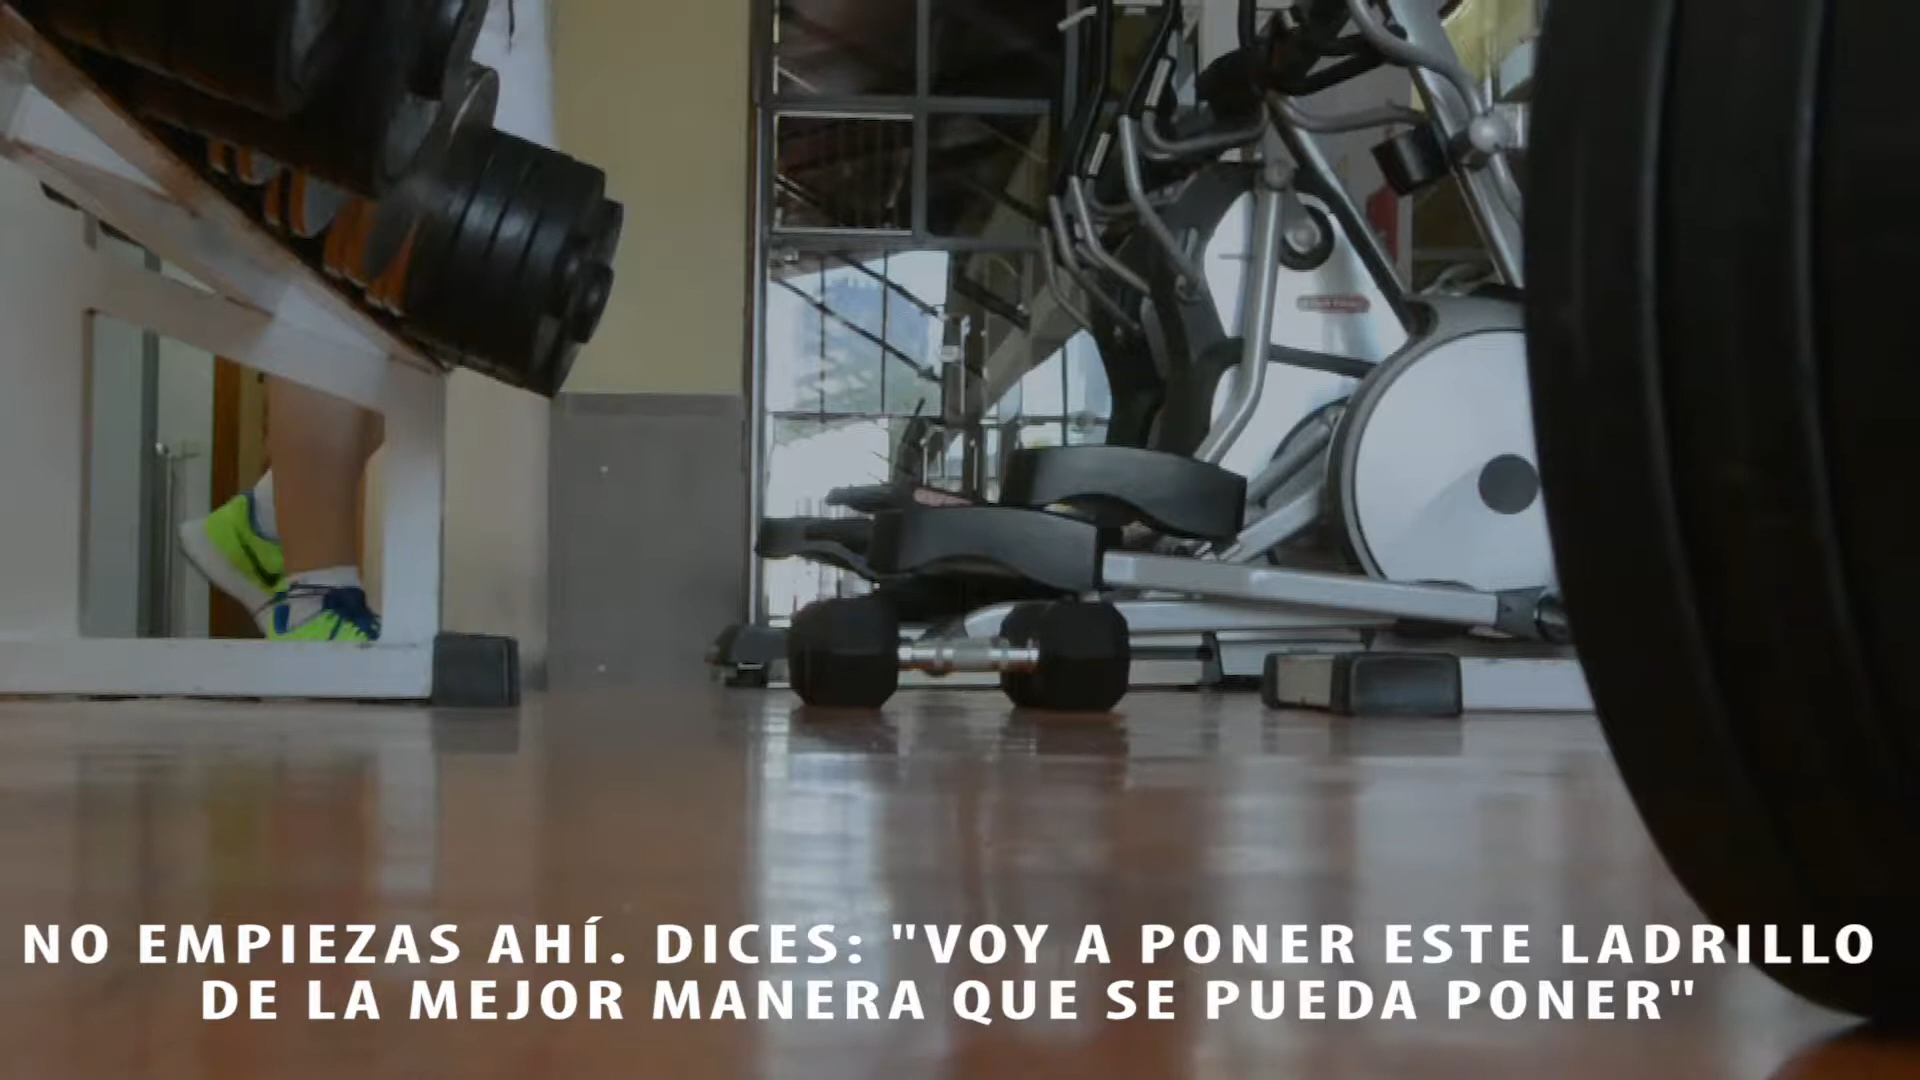 NO EMPIEZAS AHÍ. DICES: "VOY A PONER ESTE LADRILLO
DE LA MEJOR MANERA QUE SE PUEDA PONER"